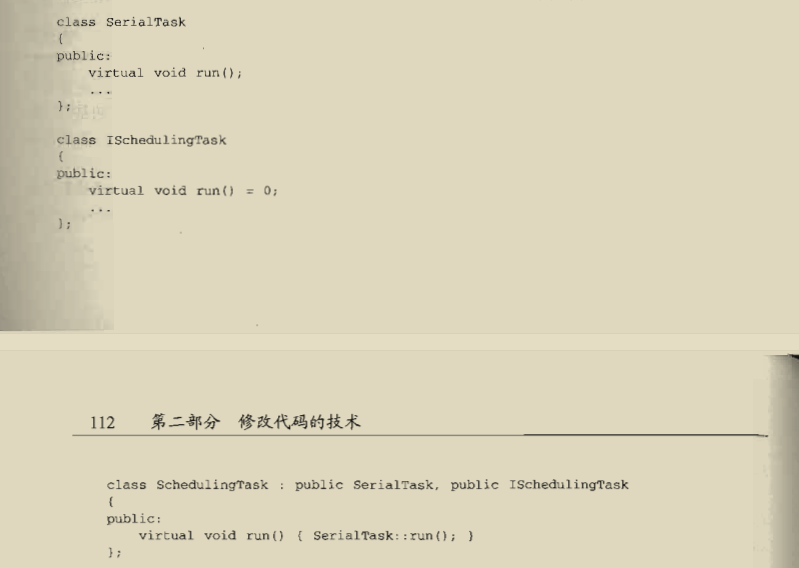 class SerialTask
{
public:
    virtual void run();
    ...
};
class ISchedulingTask
{
public:
    virtual void run() = 0;
    ...
};
112 第二部分 修改代码的技术
class SchedulingTask : public SerialTask, public ISchedulingTask
{
public:
    virtual void run() { SerialTask::run(); }
};